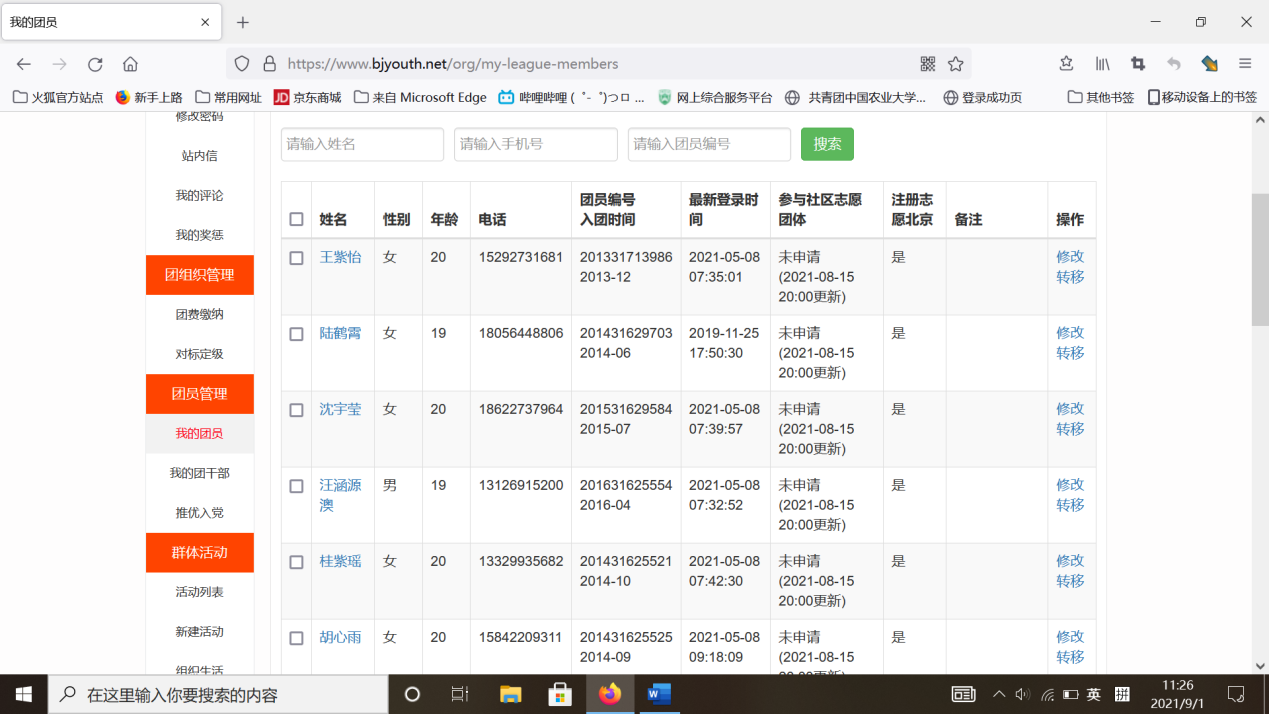 我的团员
https://www.bjyouth.net/org/my-league-members
火狐官方站点 新手上路 常用网址 京东商城 来自 Microsoft Edge 哔哩哔哩 ( ゜- ゜)つロ ... 网上综合服务平台 共青团中国农业大学... 登录成功页 其他书签 移动设备上的书签
修改密码
站内信
我的评论
我的奖惩
团组织管理
团费缴纳
对标定级
团员管理
我的团员
我的团干部
推优入党
群体活动
活动列表
新建活动
组织生活
请输入姓名 请输入手机号 请输入团员编号 搜索
姓名 性别 年龄 电话 团员编号 入团时间 最新登录时间 参与社区志愿团体 注册志愿北京 备注 操作
王紫怡 女 20 15292731681 201331713986 2021-05-08 未申请 是 修改
2013-12 07:35:01 (2021-08-15 转移
20:00更新)
陆鹤霄 女 19 18056448806 201431629703 2019-11-25 未申请 是 修改
2014-06 17:50:30 (2021-08-15 转移
20:00更新)
沈宇莹 女 20 18622737964 201531629584 2021-05-08 未申请 是 修改
2015-07 07:39:57 (2021-08-15 转移
20:00更新)
汪涵源 男 19 13126915200 201631625554 2021-05-08 未申请 是 修改
澳 2016-04 07:32:52 (2021-08-15 转移
20:00更新)
桂紫瑶 女 20 13329935682 201431625521 2021-05-08 未申请 是 修改
2014-10 07:42:30 (2021-08-15 转移
20:00更新)
胡心雨 女 20 15842209311 201431625525 2021-05-08 未申请 是 修改
2014-09 09:18:09 (2021-08-15 转移
20:00更新)
在这里输入你要搜索的内容
英 拼
11:26
2021/9/1